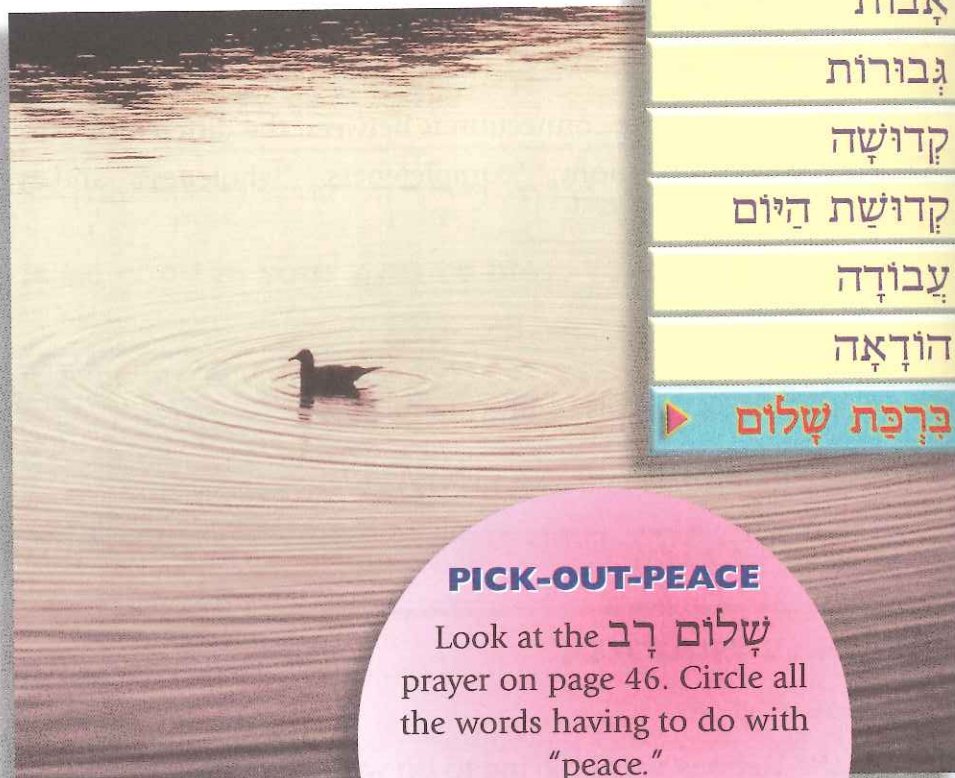 אָבוֹת
גְּבוּרוֹת
קְדוּשָׁה
קְדוּשַׁת הַיּוֹם
עֲבוֹדָה
הוֹדָאָה
בִּרְכַּת שָׁלוֹם
PICK-OUT-PEACE
Look at the שָׁלוֹם רָב
prayer on page 46. Circle all
the words having to do with
"peace."